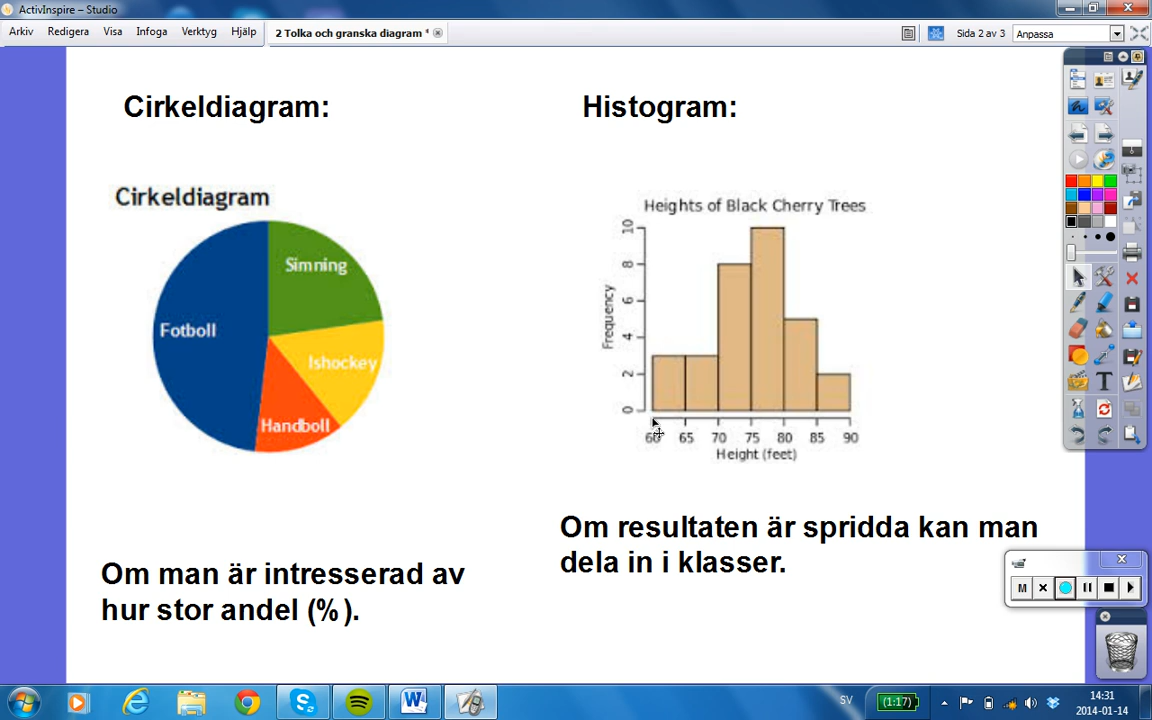 ActivInspire – Studio
Arkiv Redigera Visa Infoga Verktyg Hjälp
2 Tolka och granska diagram *
Sida 2 av 3
Anpassa
Cirkeldiagram:
Cirkeldiagram
Simning
Fotboll
Ishockey
Handboll
Om man är intresserad av
hur stor andel (%).
Histogram:
Heights of Black Cherry Trees
Frequency
10
8
6
4
2
0
60 65 70 75 80 85 90
Height (feet)
Om resultaten är spridda kan man
dela in i klasser.
M
SV
(1:17)
14:31
2014-01-14